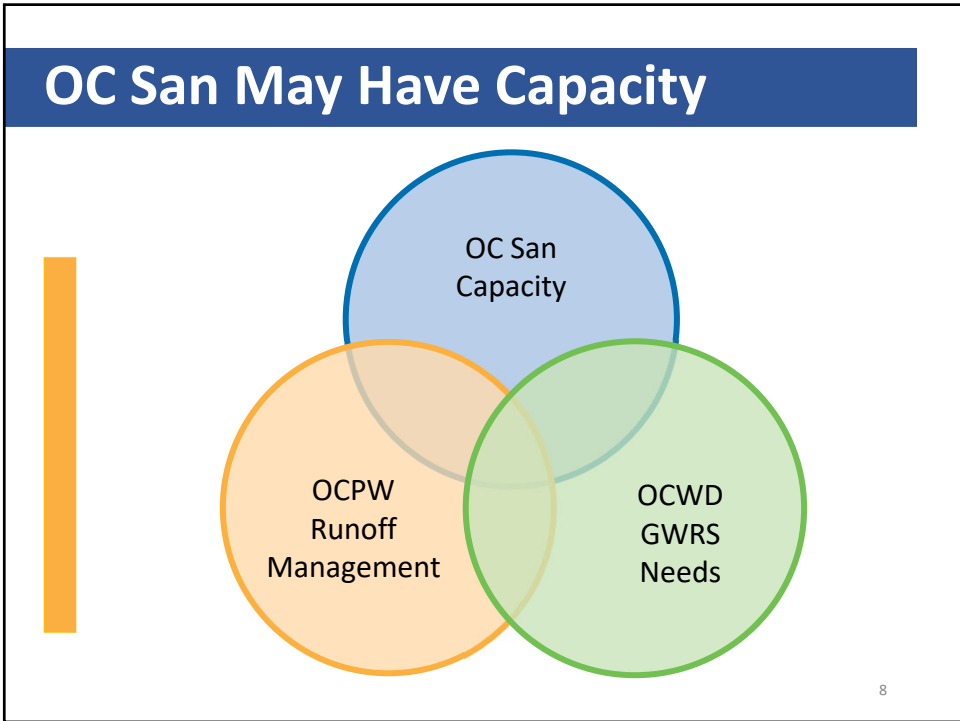 OC San May Have Capacity
OC San
Capacity
OCPW
Runoff
Management
OCWD
GWRS
Needs
8